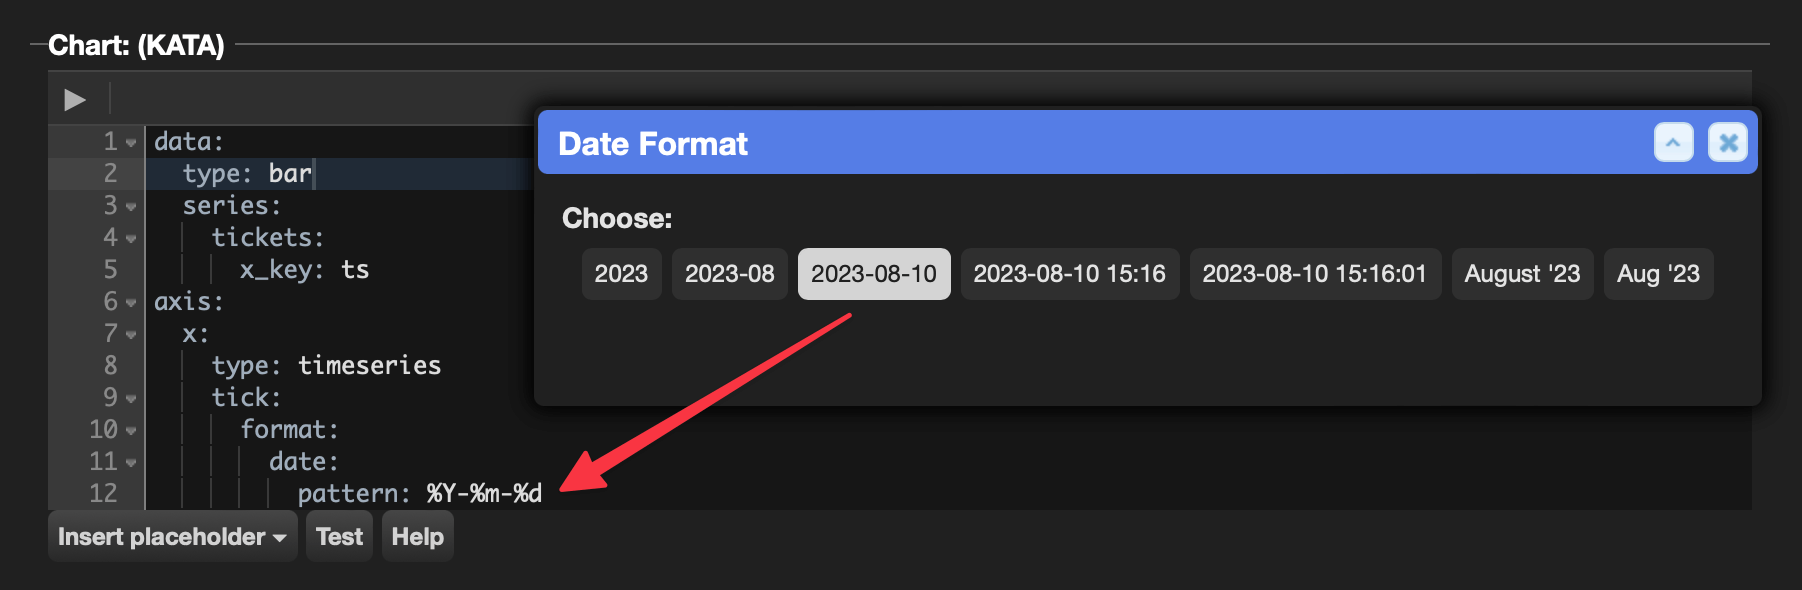 Chart: (KATA)
Date Format
Choose:
2023 2023-08 2023-08-10 2023-08-10 15:16 2023-08-10 15:16:01 August '23 Aug '23
1 data:
2 type: bar
3 series:
4 tickets:
5 x_key: ts
6 axis:
7 x:
8 type: timeseries
9 tick:
10 format:
11 date:
12 pattern: %Y-%m-%d
Insert placeholder Test Help